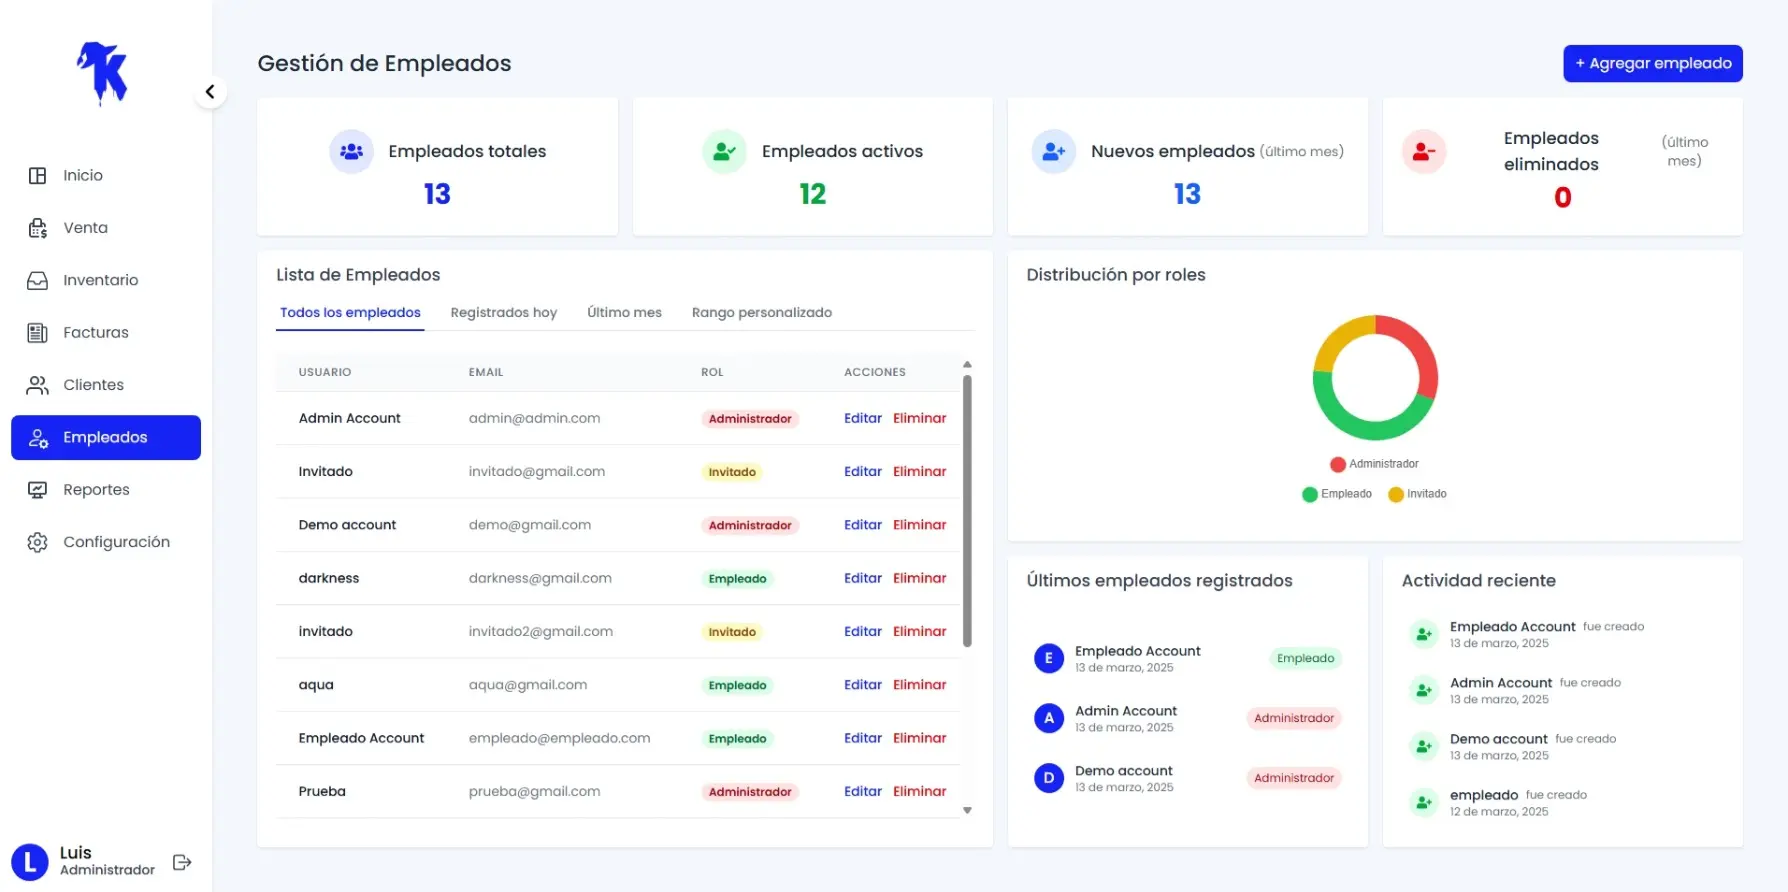 K
Inicio
Venta
Inventario
Facturas
Clientes
Empleados
Reportes
Configuración
L
Luis
Administrador
Gestión de Empleados
+ Agregar empleado
Empleados totales
13
Empleados activos
12
Nuevos empleados (último mes)
13
Empleados
eliminados
(último
mes)
0
Lista de Empleados
Todos los empleados Registrados hoy Último mes Rango personalizado
USUARIO EMAIL ROL ACCIONES
Admin Account admin@admin.com Administrador Editar Eliminar
Invitado invitado@gmail.com Invitado Editar Eliminar
Demo account demo@gmail.com Administrador Editar Eliminar
darkness darkness@gmail.com Empleado Editar Eliminar
invitado invitado2@gmail.com Invitado Editar Eliminar
aqua aqua@gmail.com Empleado Editar Eliminar
Empleado Account empleado@empleado.com Empleado Editar Eliminar
Prueba prueba@gmail.com Administrador Editar Eliminar
Distribución por roles
Administrador
Empleado Invitado
Últimos empleados registrados
E Empleado Account Empleado
13 de marzo, 2025
A Admin Account Administrador
13 de marzo, 2025
D Demo account Administrador
13 de marzo, 2025
Actividad reciente
Empleado Account fue creado
13 de marzo, 2025
Admin Account fue creado
13 de marzo, 2025
Demo account fue creado
13 de marzo, 2025
empleado fue creado
12 de marzo, 2025